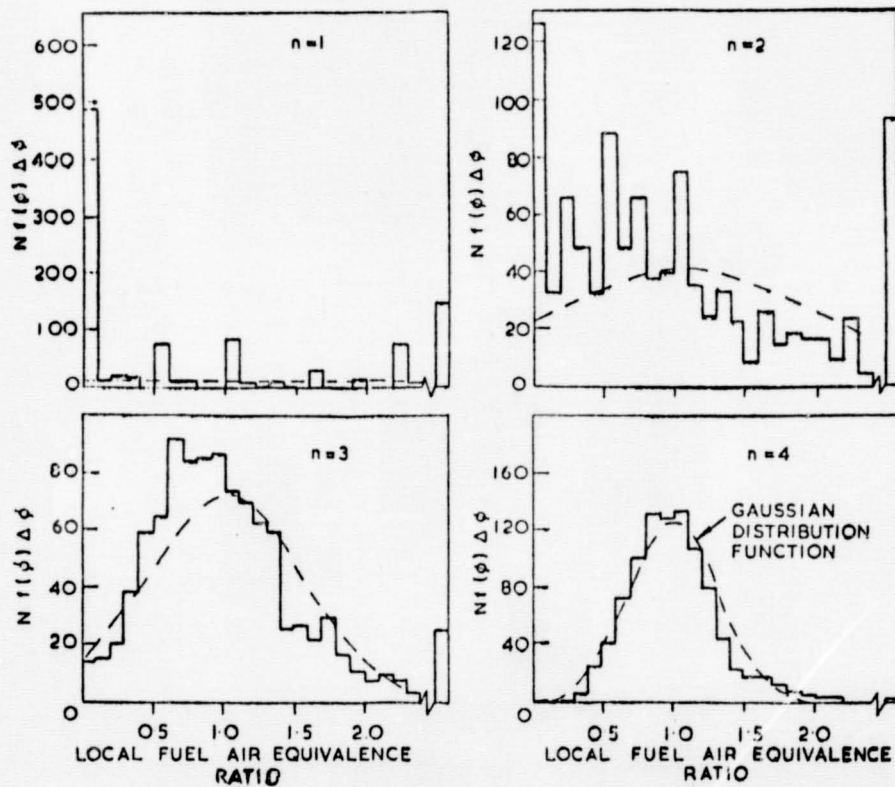 n=1
N f(φ) Δφ
600
500
400
300
200
100
0
n=2
N f(φ) Δφ
120
100
80
60
40
20
0
n=3
N f(φ) Δφ
80
60
40
20
0
0·5 1·0 1·5 2·0
LOCAL FUEL AIR EQUIVALENCE
RATIO
n=4
GAUSSIAN
DISTRIBUTION
FUNCTION
N f(φ) Δφ
160
120
80
40
0
0·5 1·0 1·5 2·0
LOCAL FUEL AIR EQUIVALENCE
RATIO